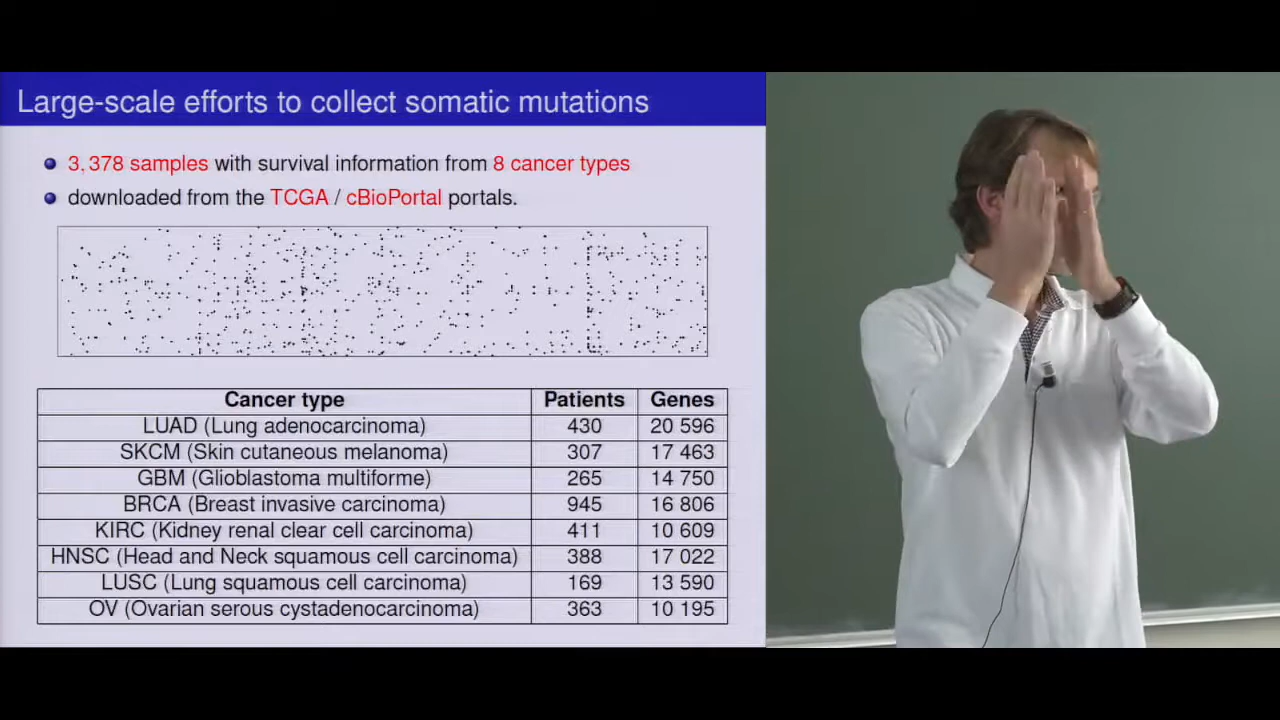 Large-scale efforts to collect somatic mutations
3, 378 samples with survival information from 8 cancer types
downloaded from the TCGA / cBioPortal portals.
Cancer type Patients Genes
LUAD (Lung adenocarcinoma) 430 20 596
SKCM (Skin cutaneous melanoma) 307 17 463
GBM (Glioblastoma multiforme) 265 14 750
BRCA (Breast invasive carcinoma) 945 16 806
KIRC (Kidney renal clear cell carcinoma) 411 10 609
HNSC (Head and Neck squamous cell carcinoma) 388 17 022
LUSC (Lung squamous cell carcinoma) 169 13 590
OV (Ovarian serous cystadenocarcinoma) 363 10 195